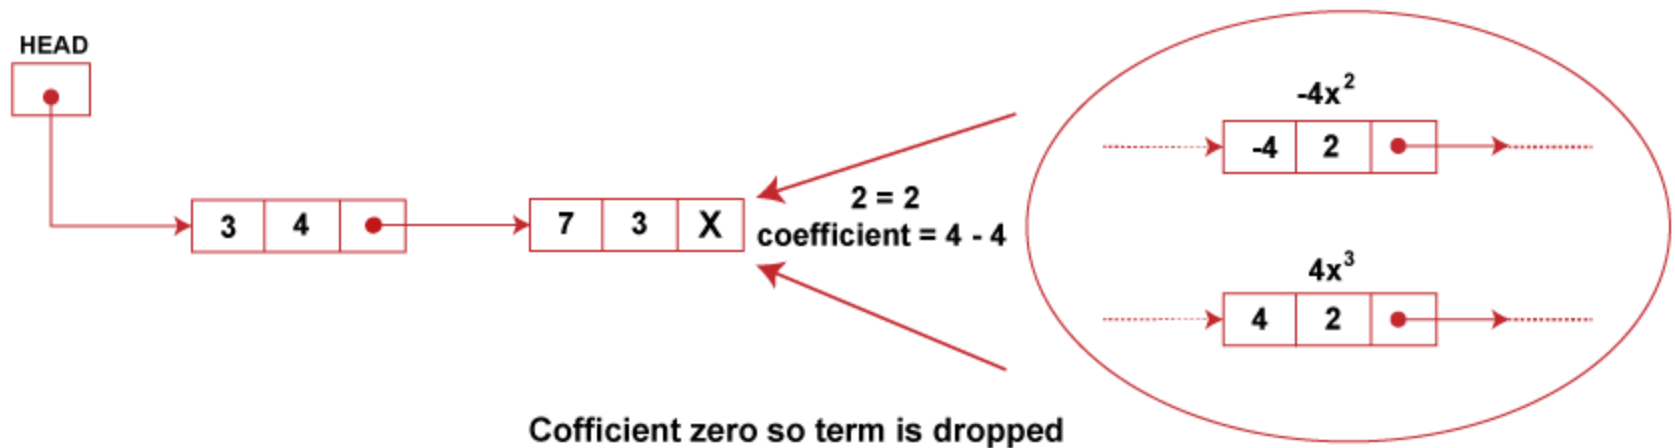 HEAD
3 4
7 3 X
2 = 2
coefficient = 4 - 4
-4x²
-4 2
4x³
4 2
Cofficient zero so term is dropped